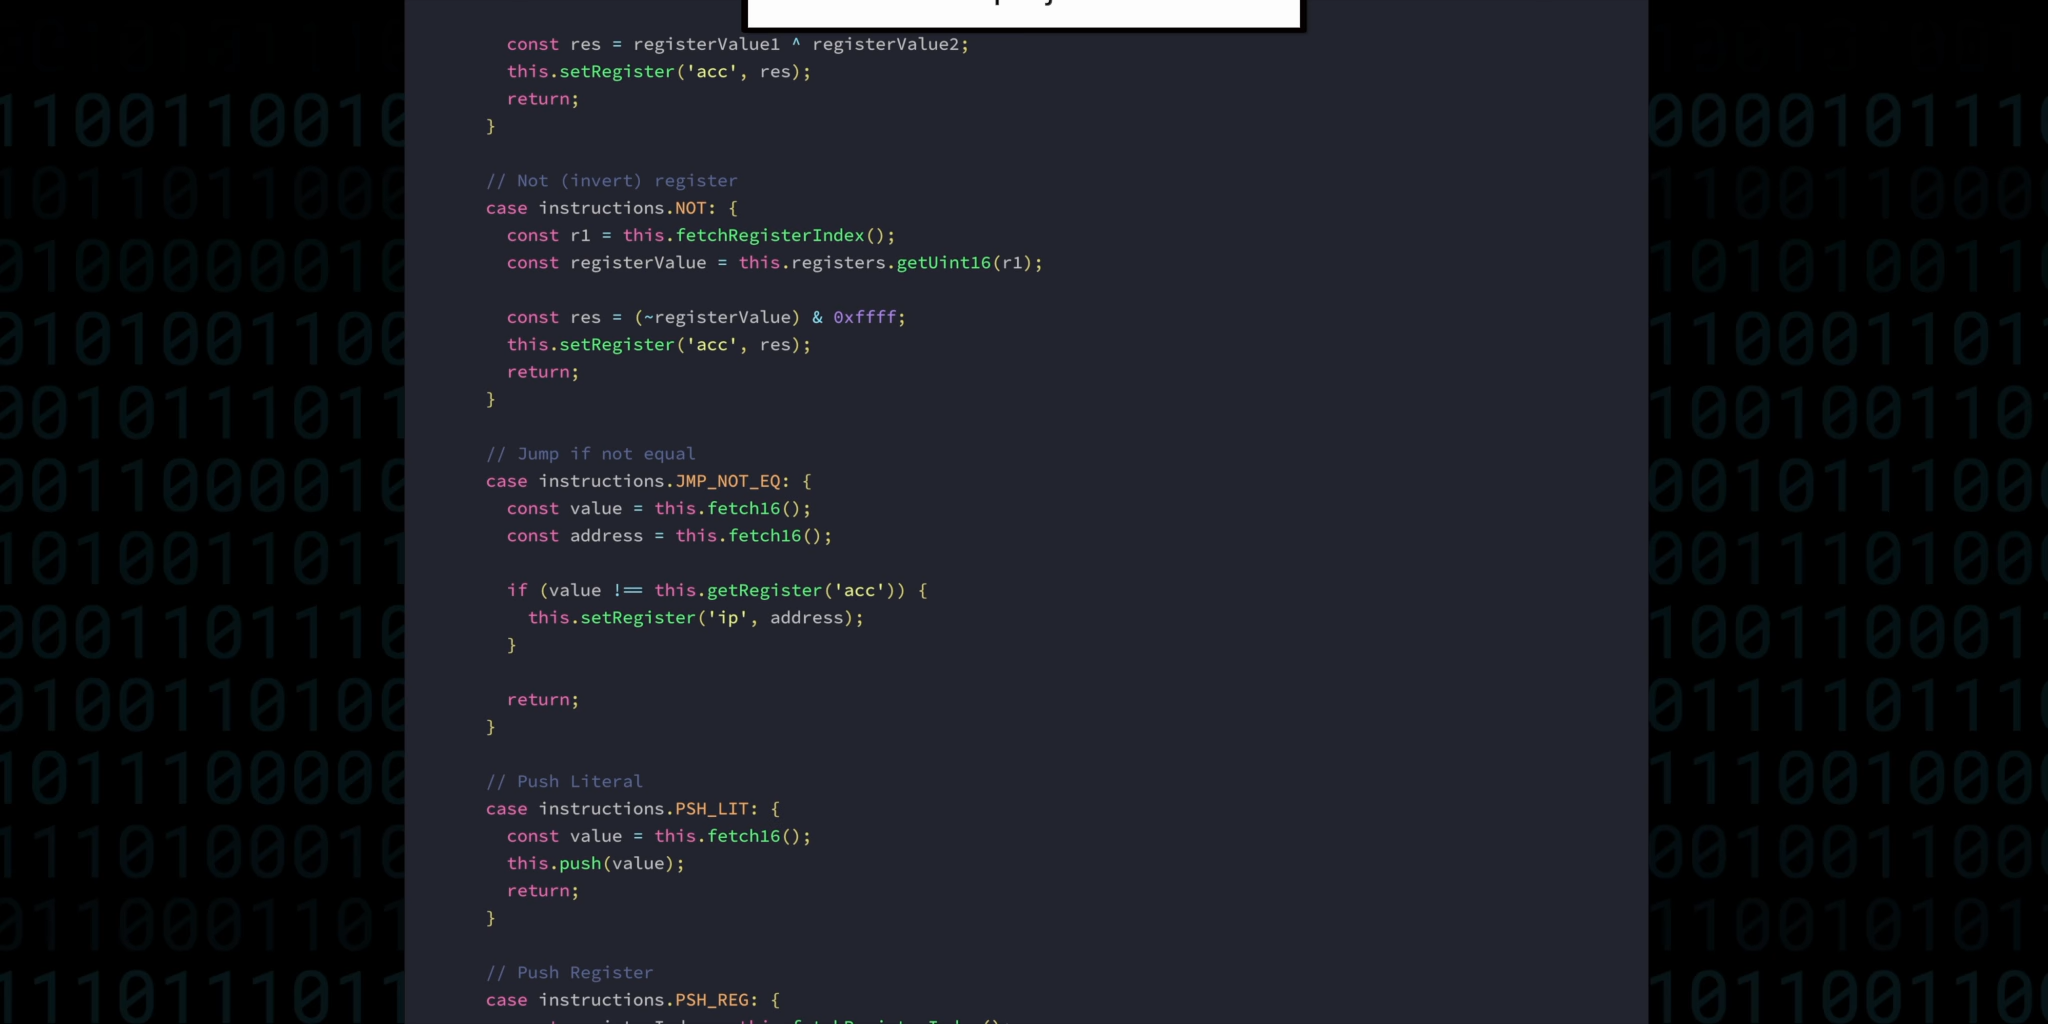 const res = registerValue1 ^ registerValue2;
this.setRegister('acc', res);
return;
}
// Not (invert) register
case instructions.NOT: {
const r1 = this.fetchRegisterIndex();
const registerValue = this.registers.getUint16(r1);
const res = (~registerValue) & 0xffff;
this.setRegister('acc', res);
return;
}
// Jump if not equal
case instructions.JMP_NOT_EQ: {
const value = this.fetch16();
const address = this.fetch16();
if (value !== this.getRegister('acc')) {
this.setRegister('ip', address);
}
return;
}
// Push Literal
case instructions.PSH_LIT: {
const value = this.fetch16();
this.push(value);
return;
}
// Push Register
case instructions.PSH_REG: {